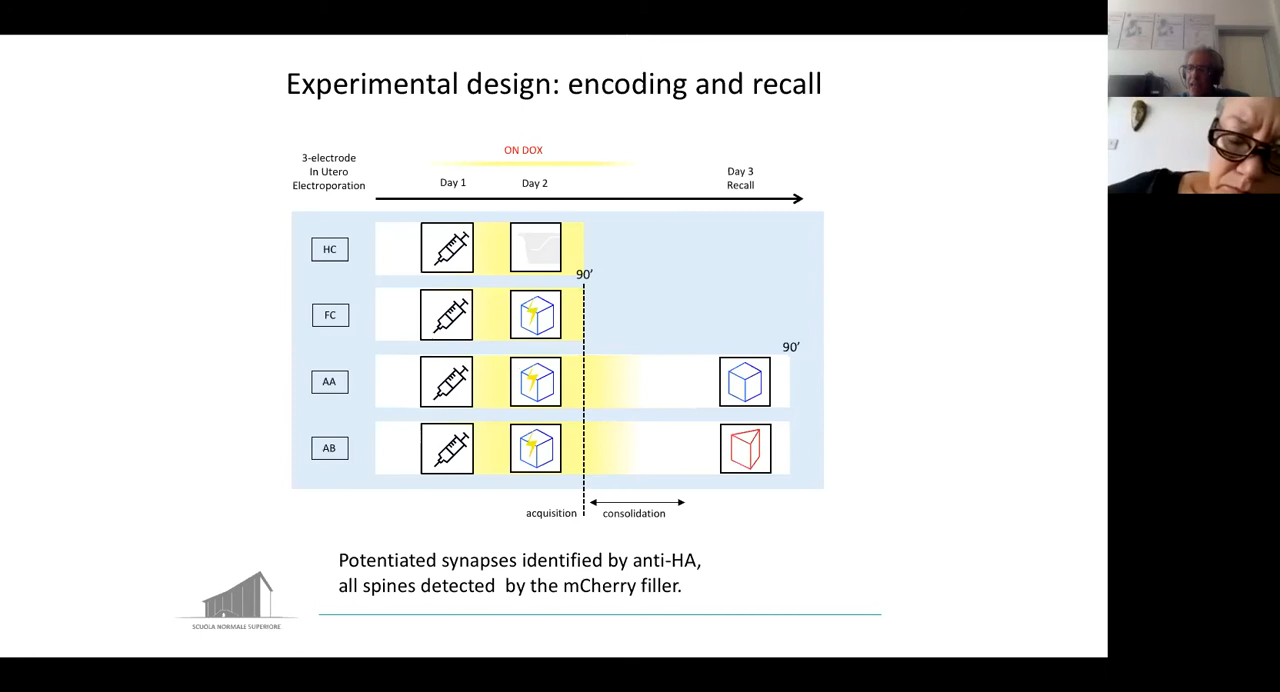 Experimental design: encoding and recall
ON DOX
3-electrode
In Utero
Electroporation
Day 1
Day 2
Day 3
Recall
HC
90’
FC
90’
AA
AB
acquisition
consolidation
Potentiated synapses identified by anti-HA,
all spines detected by the mCherry filler.
SCUOLA NORMALE SUPERIORE